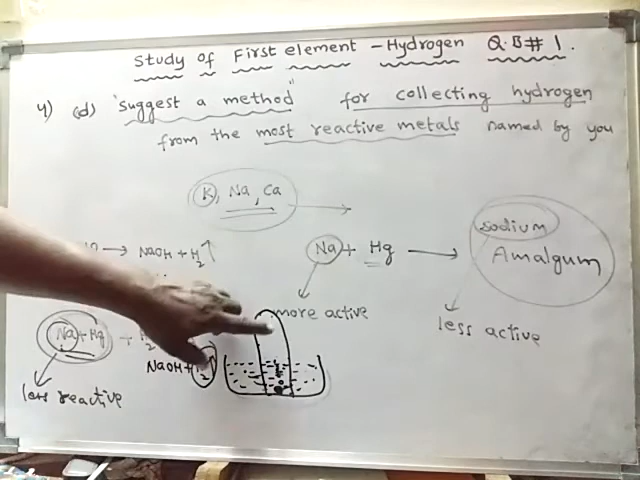 Study of First element - Hydrogen Q.B# 1.
4) (d) "suggest a method" for collecting hydrogen
from the most reactive metals named by you
K, Na, Ca
→ NaOH + H2↑
Na + Hg → sodium
Amalgum
more active
less active
Na + Hg +
NaOH +
less reactive